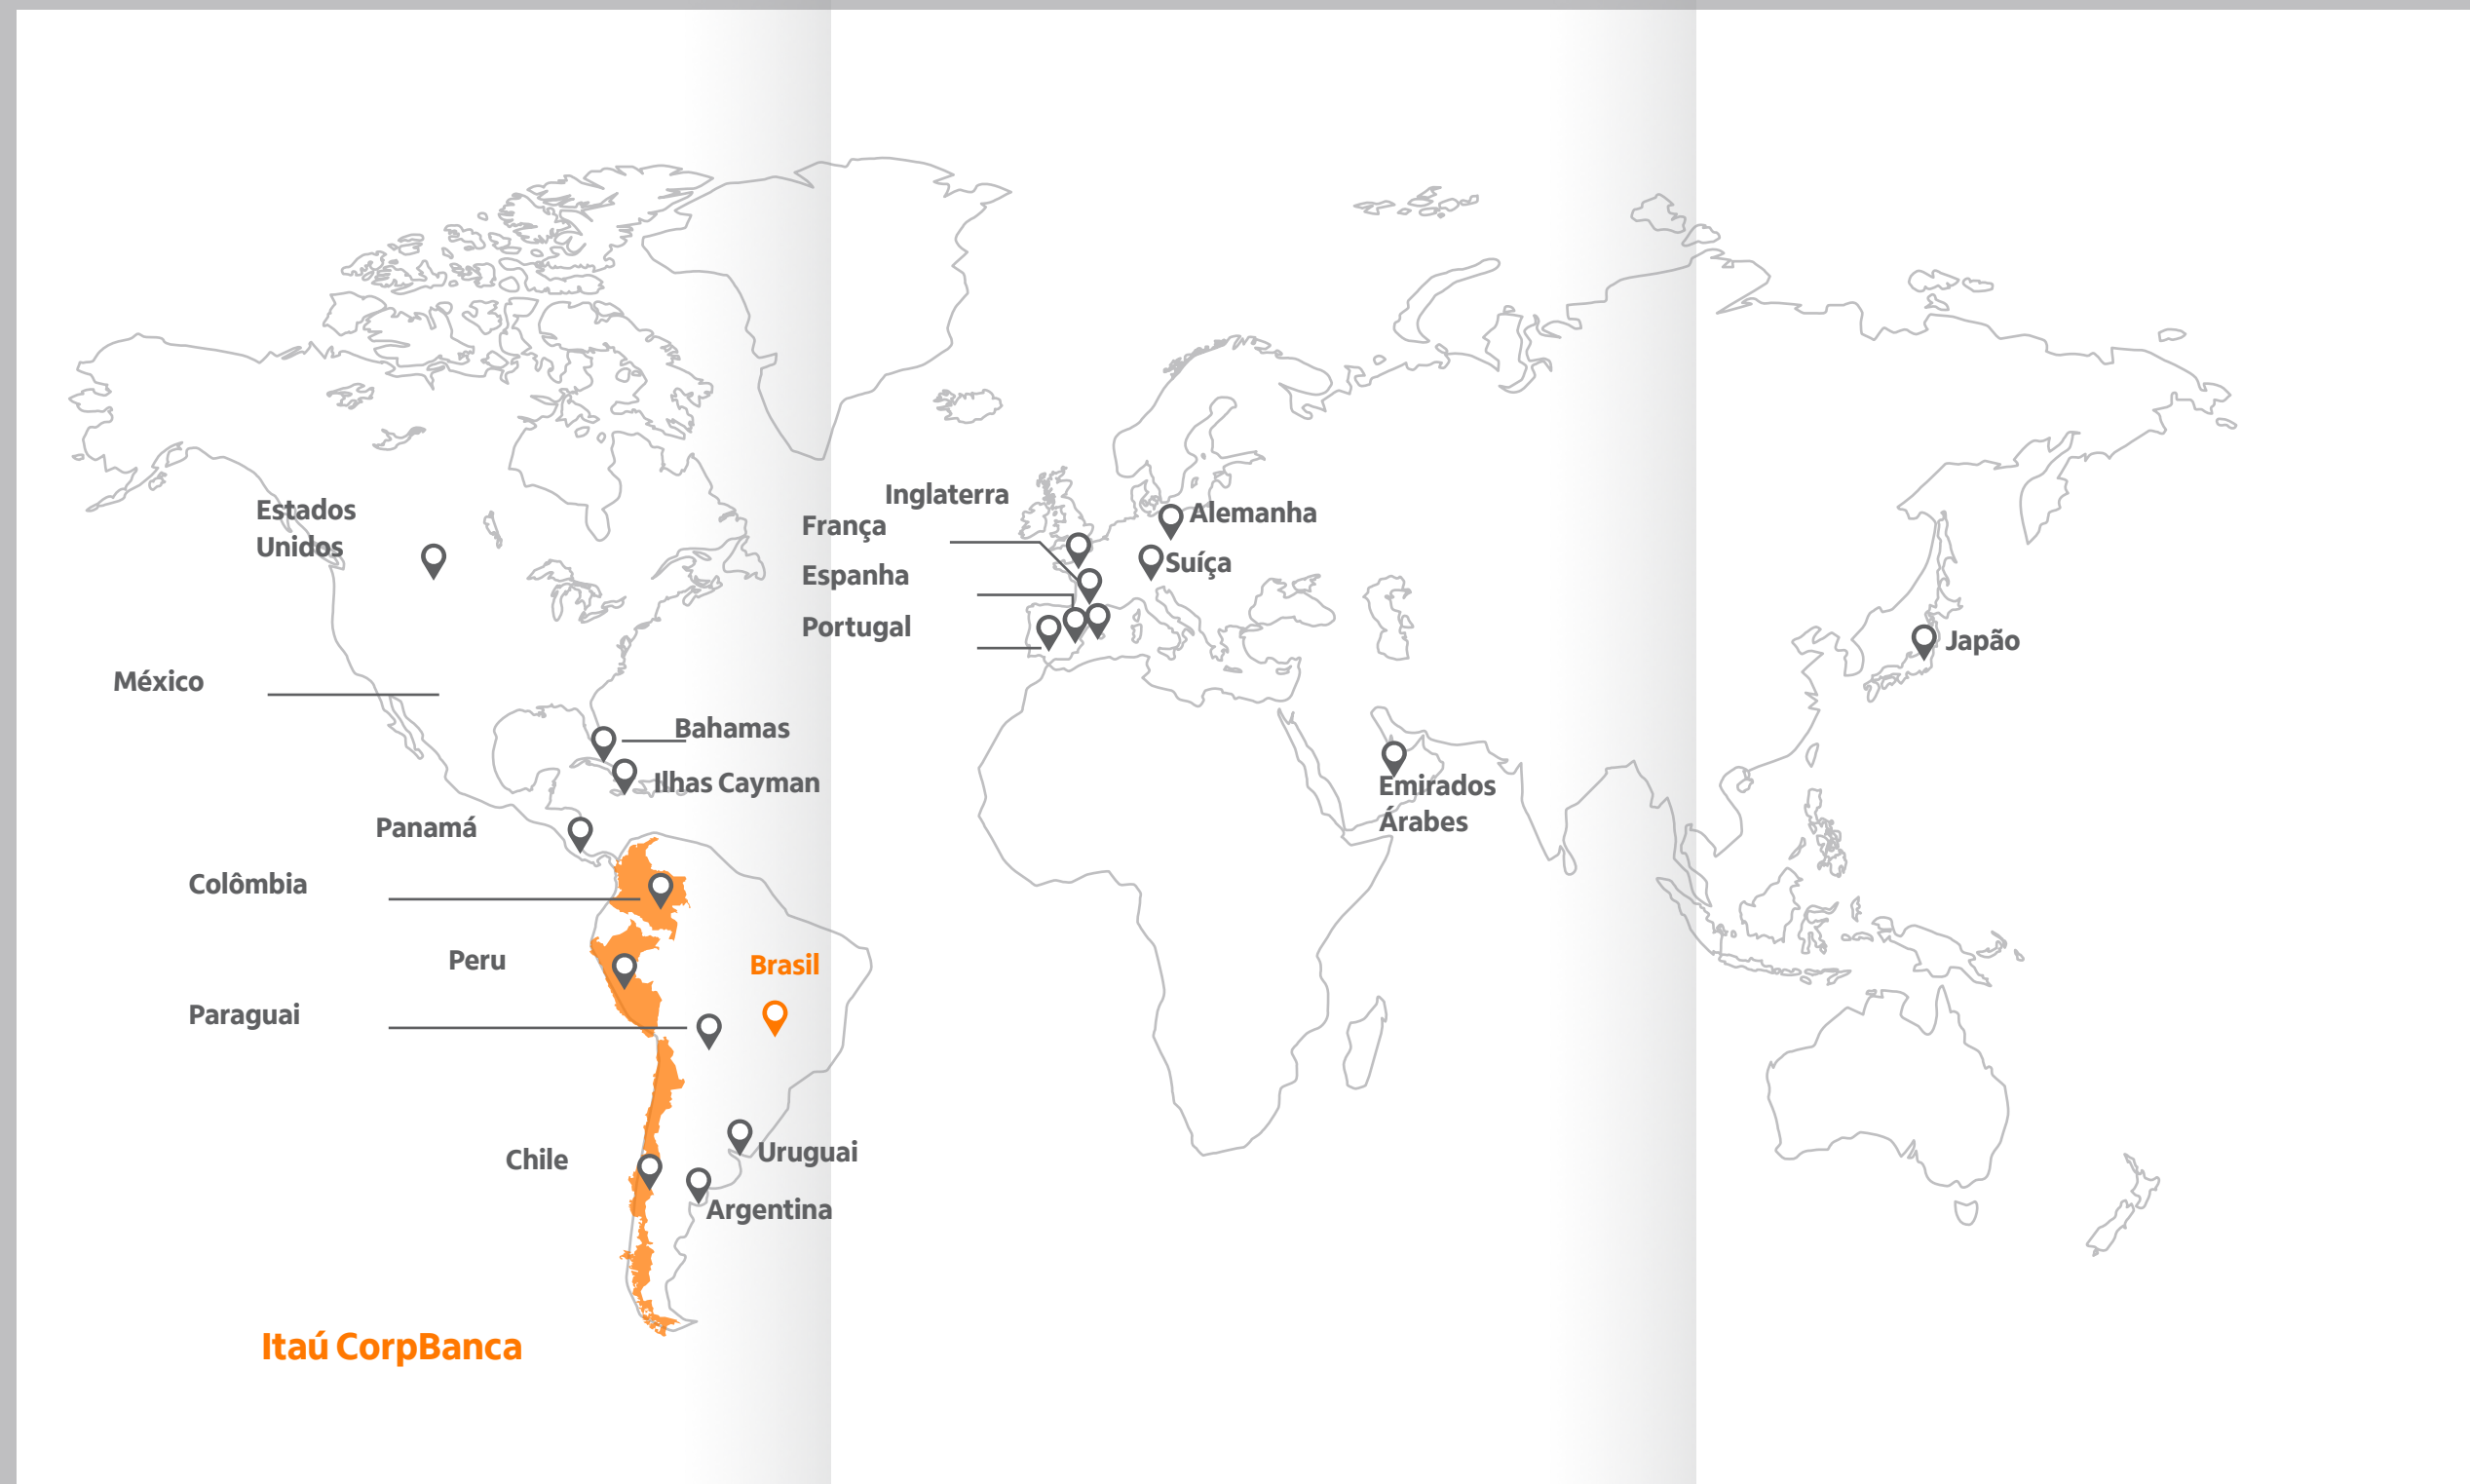 Estados
Unidos
México
Bahamas
Ilhas Cayman
Panamá
Colômbia
Peru
Brasil
Paraguai
Chile
Uruguai
Argentina
Itaú CorpBanca
Inglaterra
França
Espanha
Portugal
Alemanha
Suíça
Emirados
Árabes
Japão